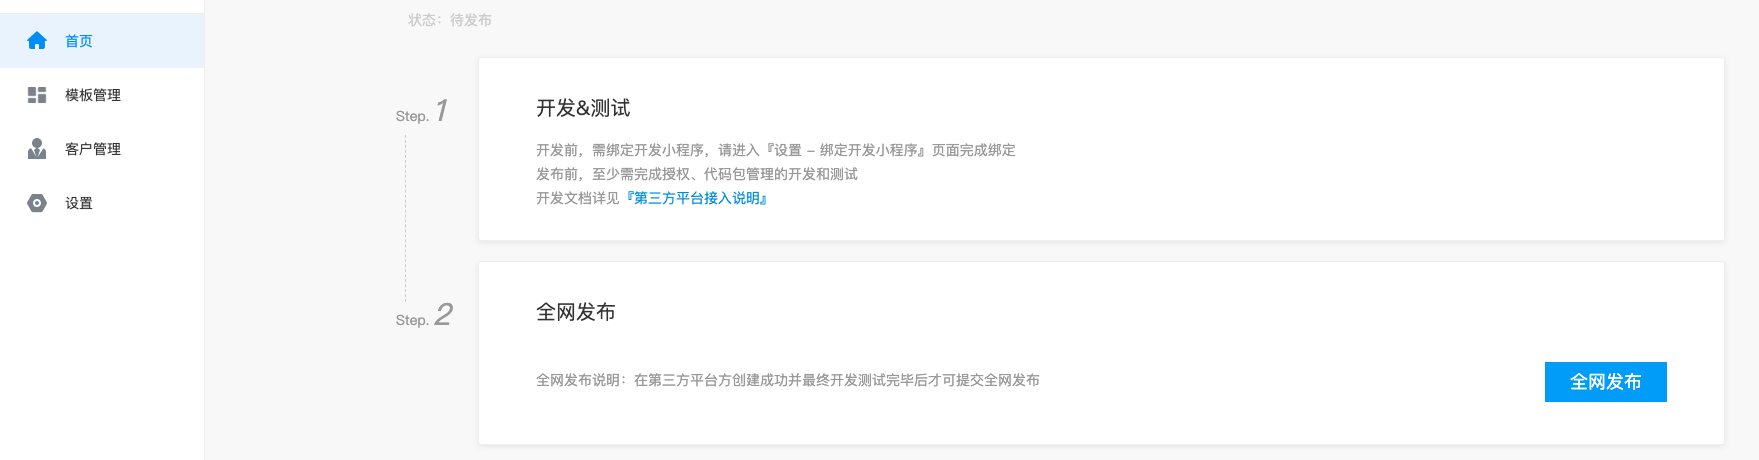 状态：待发布
首页
模板管理
客户管理
设置
Step. 1
开发&测试
开发前，需绑定开发小程序，请进入『设置 – 绑定开发小程序』页面完成绑定
发布前，至少需完成授权、代码包管理的开发和测试
开发文档详见『第三方平台接入说明』
Step. 2
全网发布
全网发布说明：在第三方平台方创建成功并最终开发测试完毕后才可提交全网发布
全网发布